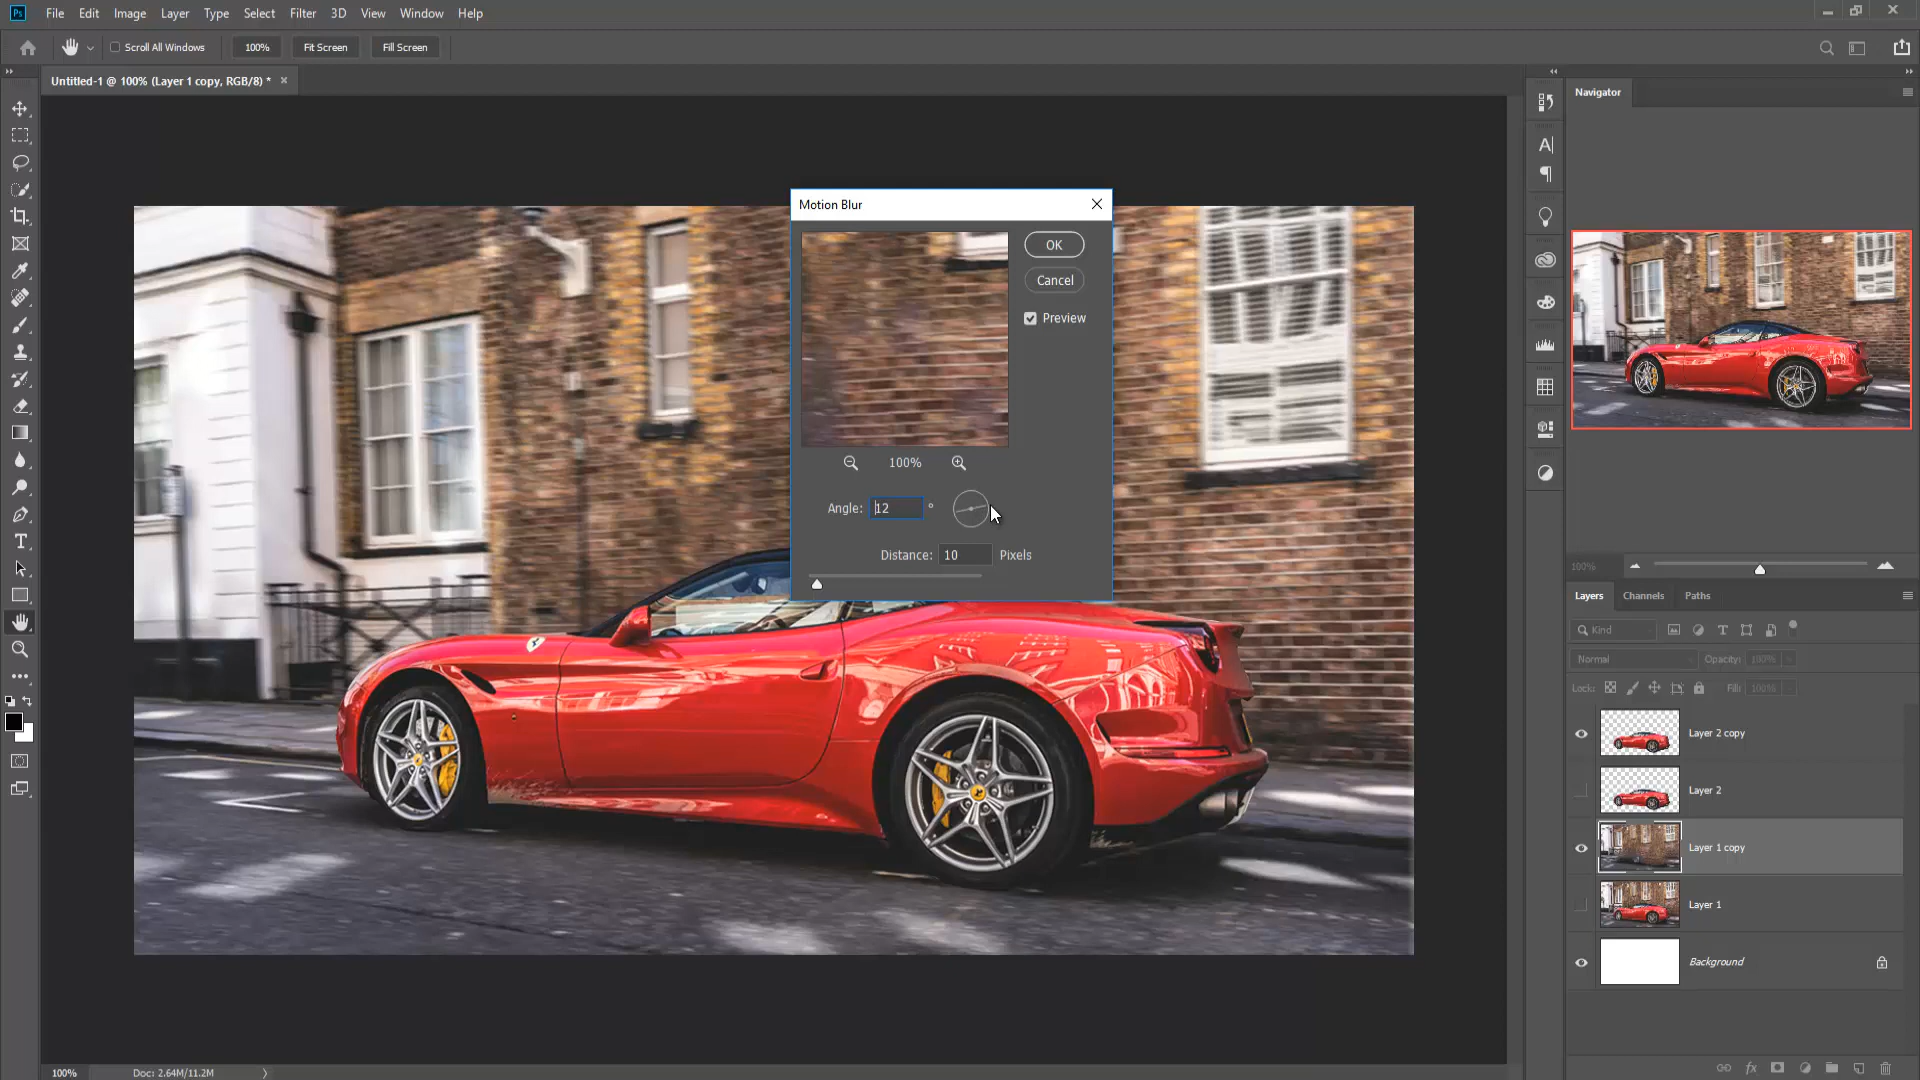 Ps File Edit Image Layer Type Select Filter 3D View Window Help
Scroll All Windows 100% Fit Screen Fill Screen
Untitled-1 @ 100% (Layer 1 copy, RGB/8) * ×
Navigator
Motion Blur
OK
Cancel
Preview
100%
Angle: 12 °
Distance: 10 Pixels
100%
Layers Channels Paths
Kind
Normal Opacity: 100%
Lock: Fill: 100%
Layer 2 copy
Layer 2
Layer 1 copy
Layer 1
Background
100% Doc: 2.64M/11.2M